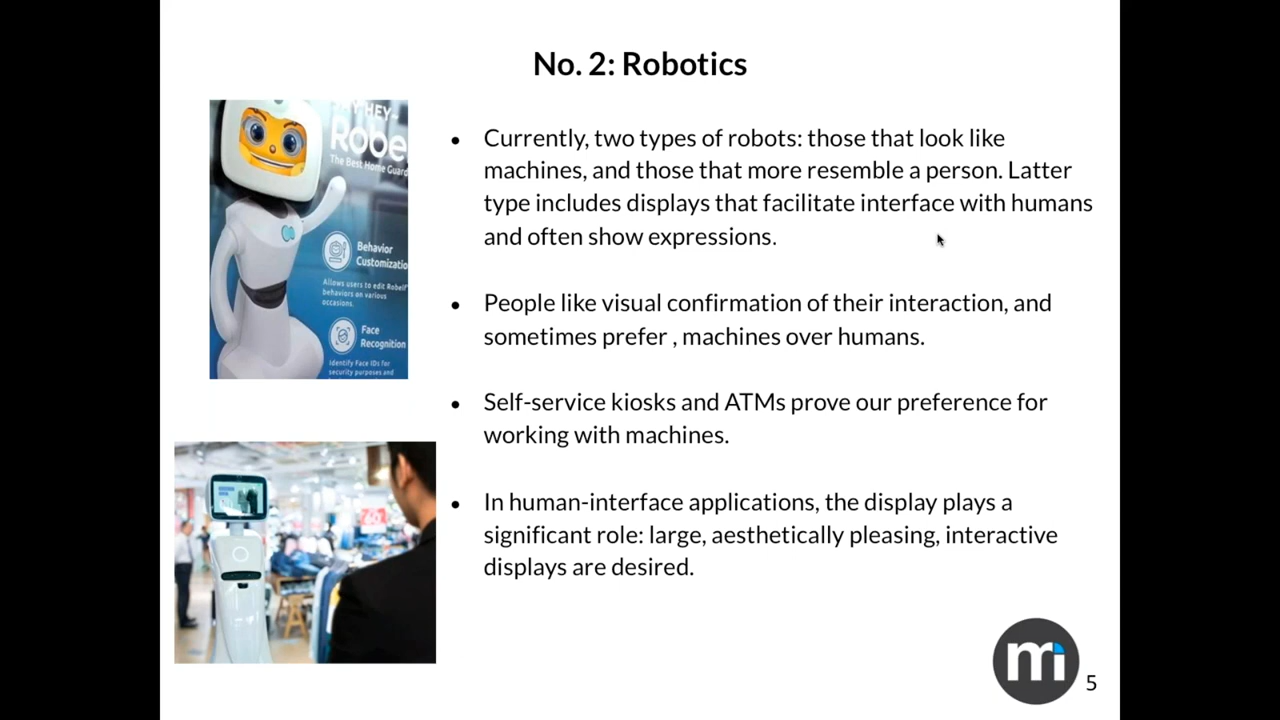 No. 2: Robotics
HEY~
Robe
The Best Home Guard
Behavior
Customizatio
Allows users to edit Robelf'
behaviors on various
occasions.
Face
Recognition
Identify Face IDs for
security purposes and
• Currently, two types of robots: those that look like
machines, and those that more resemble a person. Latter
type includes displays that facilitate interface with humans
and often show expressions.
• People like visual confirmation of their interaction, and
sometimes prefer , machines over humans.
• Self-service kiosks and ATMs prove our preference for
working with machines.
• In human-interface applications, the display plays a
significant role: large, aesthetically pleasing, interactive
displays are desired.
mi
5